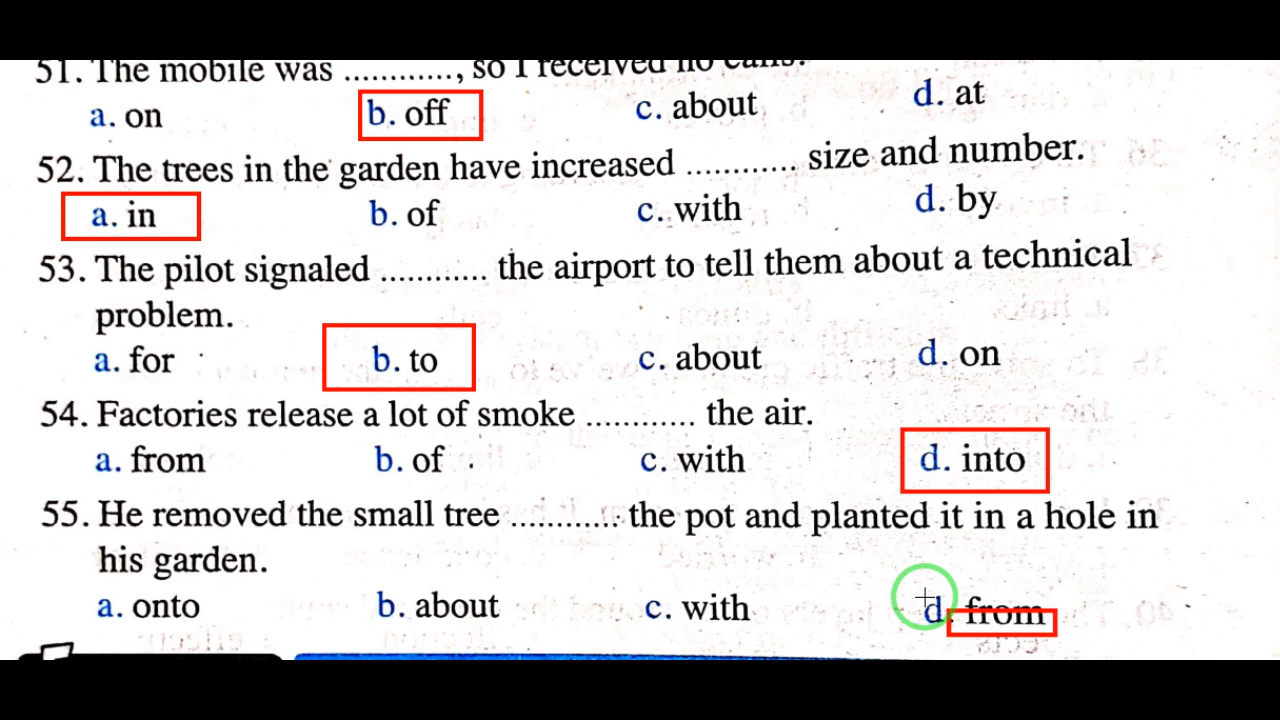 51. The mobile was ............, so I received no calls.
a. on b. off c. about d. at
52. The trees in the garden have increased ............ size and number.
a. in b. of c. with d. by
53. The pilot signaled ............ the airport to tell them about a technical
problem.
a. for b. to c. about d. on
54. Factories release a lot of smoke ............ the air.
a. from b. of c. with d. into
55. He removed the small tree ............ the pot and planted it in a hole in
his garden.
a. onto b. about c. with d. from